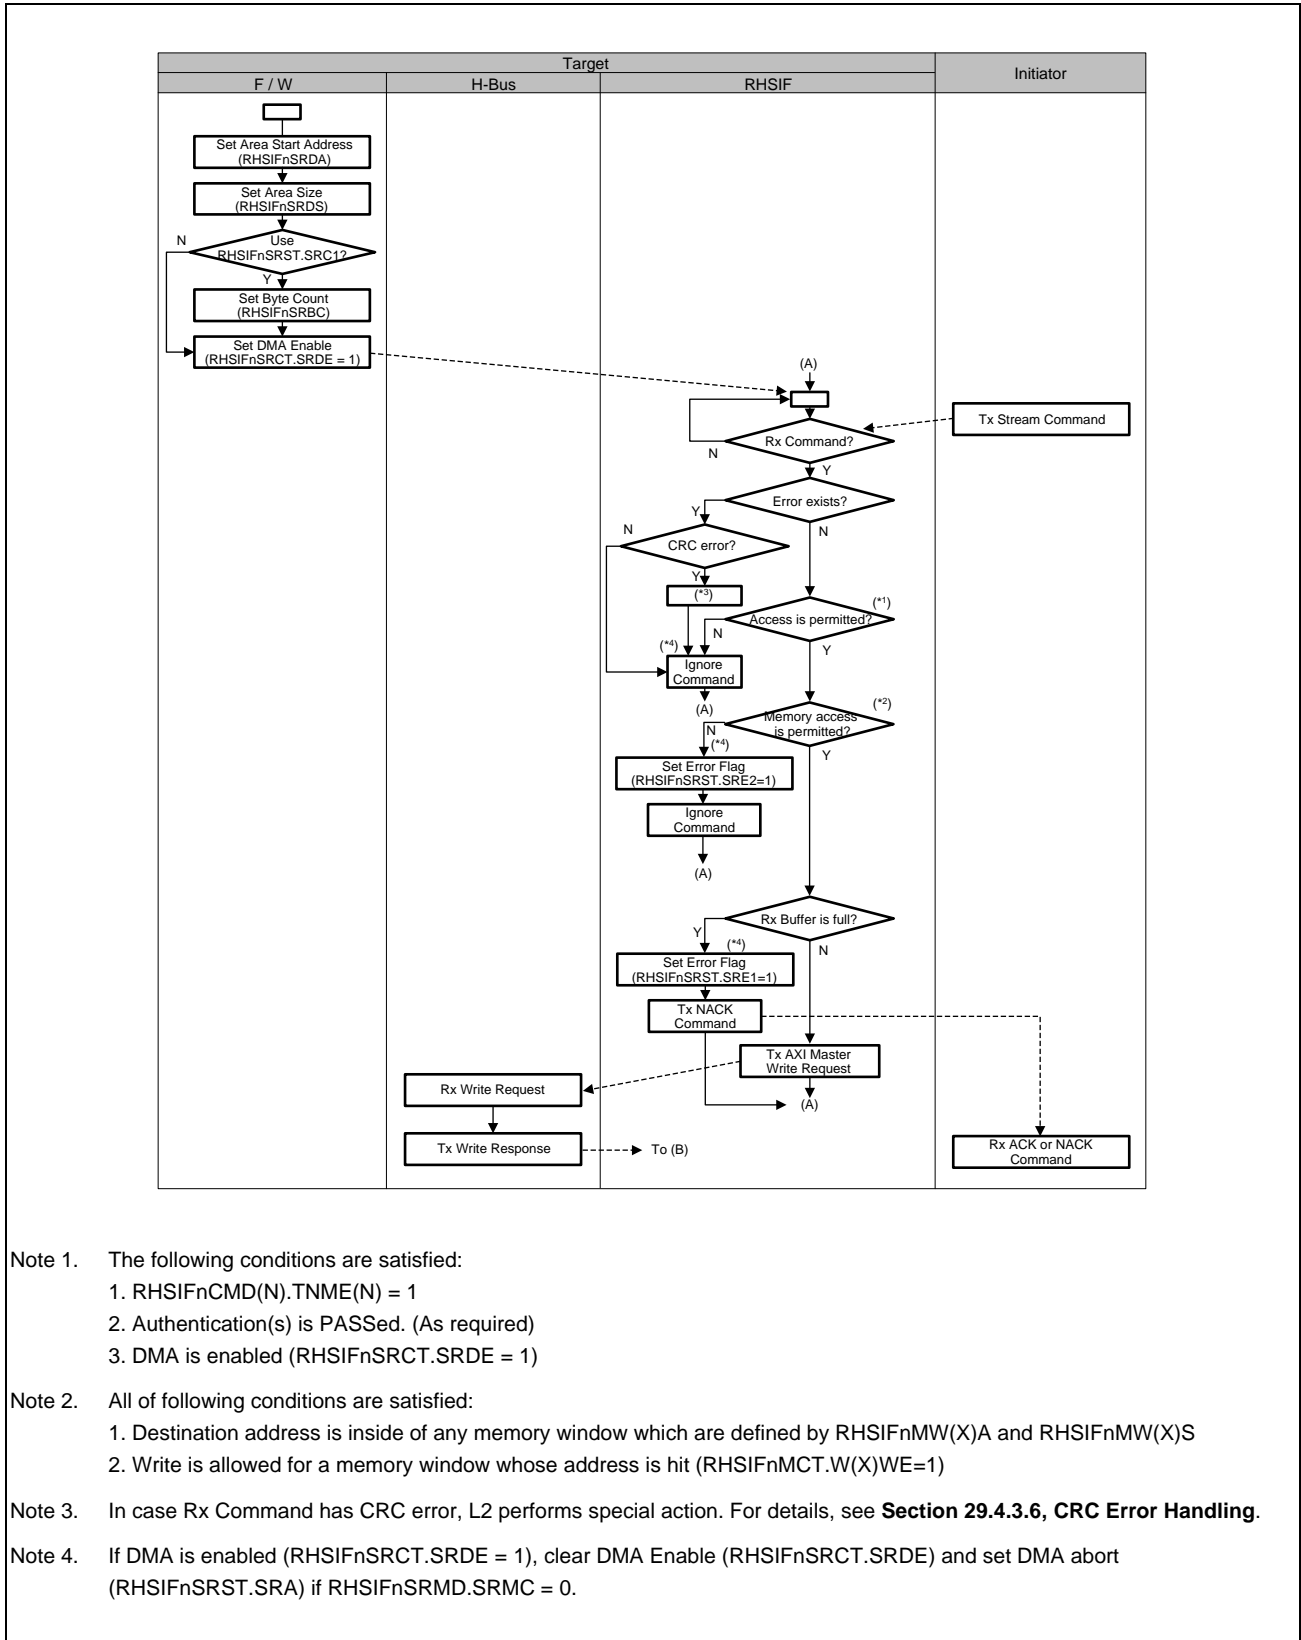 Target
Initiator
F / W
H-Bus
RHSIF
Set Area Start Address
(RHSIFnSRDA)
Set Area Size
(RHSIFnSRDS)
N
Use
RHSIFnSRST.SRC1?
Y
Set Byte Count
(RHSIFnSRBC)
Set DMA Enable
(RHSIFnSRCT.SRDE = 1)
(A)
Tx Stream Command
Rx Command?
N
Y
Error exists?
Y
N
N
CRC error?
Y
(*3)
(*1)
Access is permitted?
N
Y
(*4)
Ignore
Command
(A)
(*2)
Memory access
is permitted?
N
(*4)
Y
Set Error Flag
(RHSIFnSRST.SRE2=1)
Ignore
Command
(A)
Rx Buffer is full?
Y
N
(*4)
Set Error Flag
(RHSIFnSRST.SRE1=1)
Tx NACK
Command
Tx AXI Master
Write Request
Rx Write Request
(A)
Tx Write Response
To (B)
Rx ACK or NACK
Command
Note 1. The following conditions are satisfied:
1. RHSIFnCMD(N).TNME(N) = 1
2. Authentication(s) is PASSed. (As required)
3. DMA is enabled (RHSIFnSRCT.SRDE = 1)
Note 2. All of following conditions are satisfied:
1. Destination address is inside of any memory window which are defined by RHSIFnMW(X)A and RHSIFnMW(X)S
2. Write is allowed for a memory window whose address is hit (RHSIFnMCT.W(X)WE=1)
Note 3. In case Rx Command has CRC error, L2 performs special action. For details, see Section 29.4.3.6, CRC Error Handling.
Note 4. If DMA is enabled (RHSIFnSRCT.SRDE = 1), clear DMA Enable (RHSIFnSRCT.SRDE) and set DMA abort
(RHSIFnSRST.SRA) if RHSIFnSRMD.SRMC = 0.